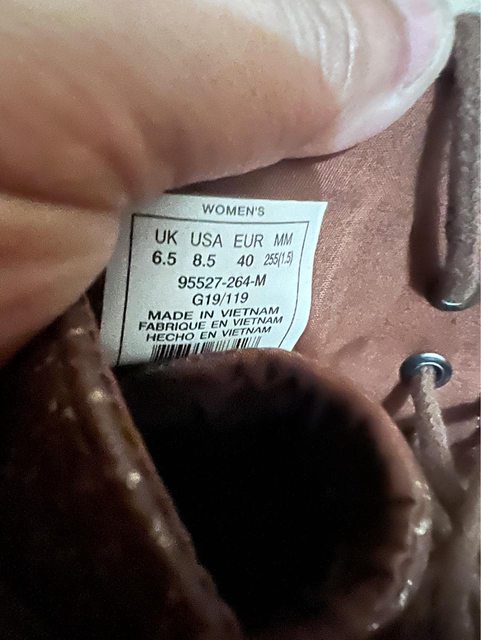 WOMEN'S
UK USA EUR MM
6.5 8.5 40 255(1.5)
95527-264-M
G19/119
MADE IN VIETNAM
FABRIQUE EN VIETNAM
HECHO EN VIETNAM